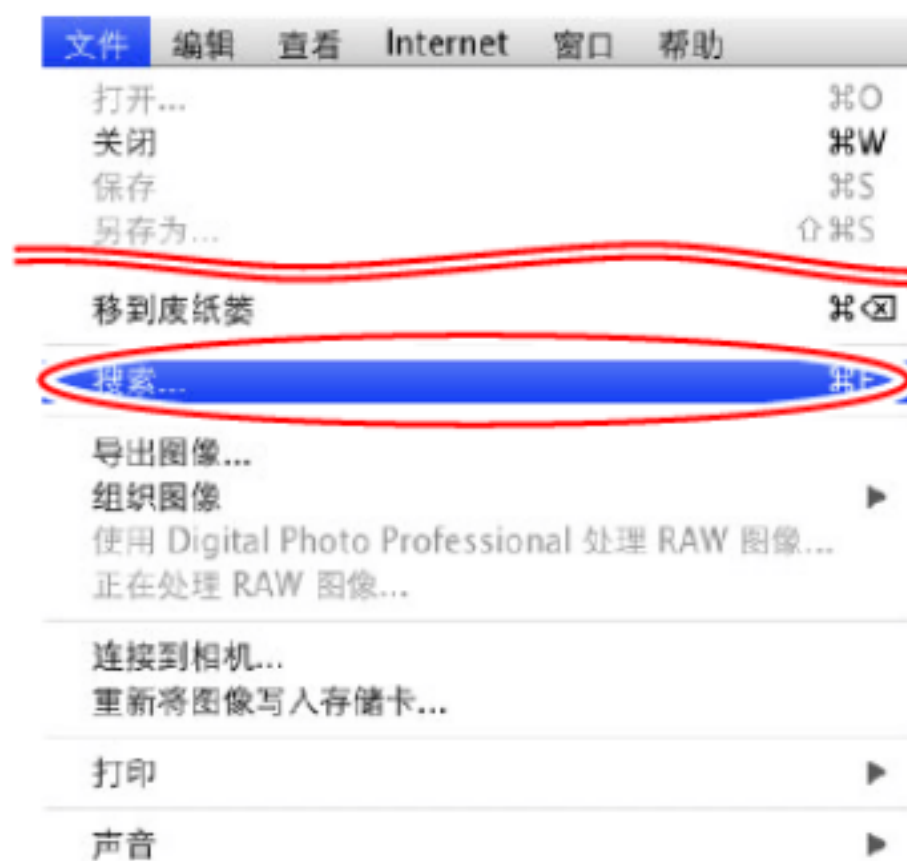 文件 编辑 查看 Internet 窗口 帮助
打开... ⌘O
关闭 ⌘W
保存 ⌘S
另存为... ⇧⌘S
移到废纸篓 ⌘⌫
搜索... ⌘F
导出图像...
组织图像 ▶
使用 Digital Photo Professional 处理 RAW 图像...
正在处理 RAW 图像...
连接到相机...
重新将图像写入存储卡...
打印 ▶
声音 ▶